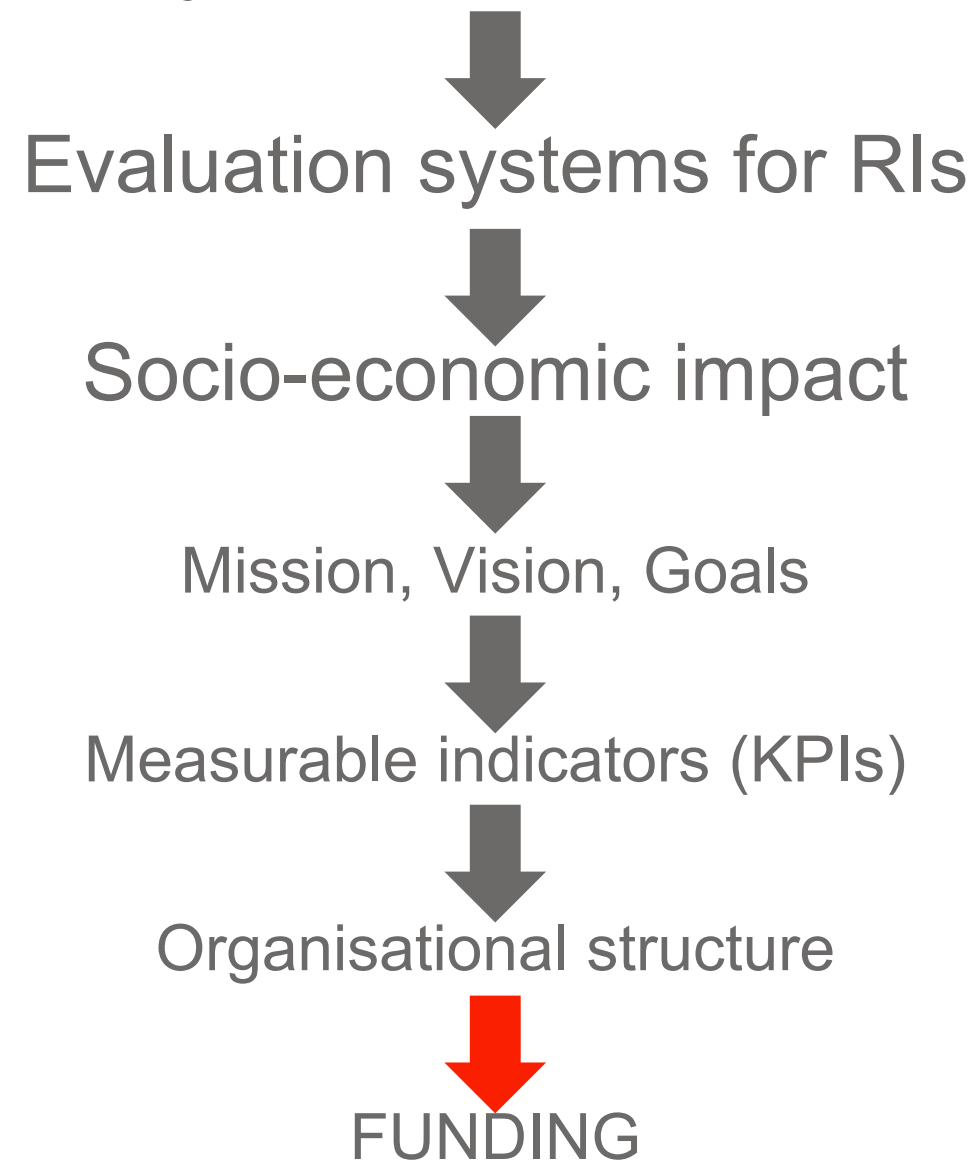 Evaluation systems for RIs
Socio-economic impact
Mission, Vision, Goals
Measurable indicators (KPIs)
Organisational structure
FUNDING